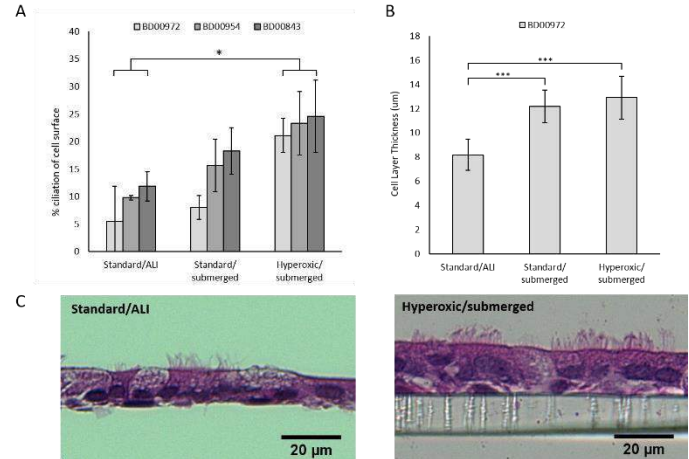 A
BD00972 BD00954 BD00843
40
35
30
25
20
15
10
5
0
% ciliation of cell surface
*
Standard/ALI
Standard/
submerged
Hyperoxic/
submerged
B
BD00972
18
16
14
12
10
8
6
4
2
0
Cell Layer Thickness (um)
***
***
Standard/ALI
Standard/
submerged
Hyperoxic/
submerged
C
Standard/ALI
20 µm
Hyperoxic/submerged
20 µm